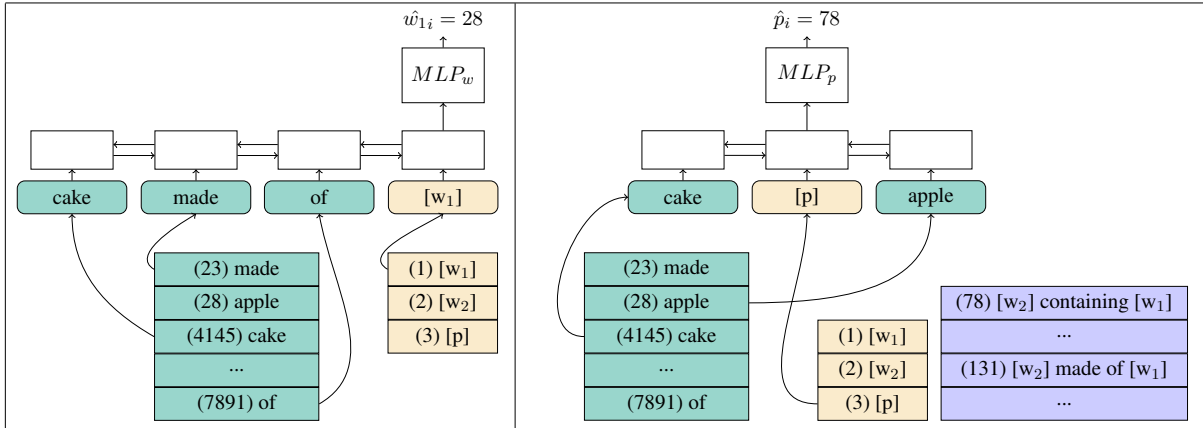 ŵ₁ᵢ = 28
MLP_w
cake made of [w₁]
(23) made
(28) apple
(4145) cake
...
(7891) of
(1) [w₁]
(2) [w₂]
(3) [p]
p̂ᵢ = 78
MLP_p
cake [p] apple
(23) made
(28) apple
(4145) cake
...
(7891) of
(1) [w₁]
(2) [w₂]
(3) [p]
(78) [w₂] containing [w₁]
...
(131) [w₂] made of [w₁]
...